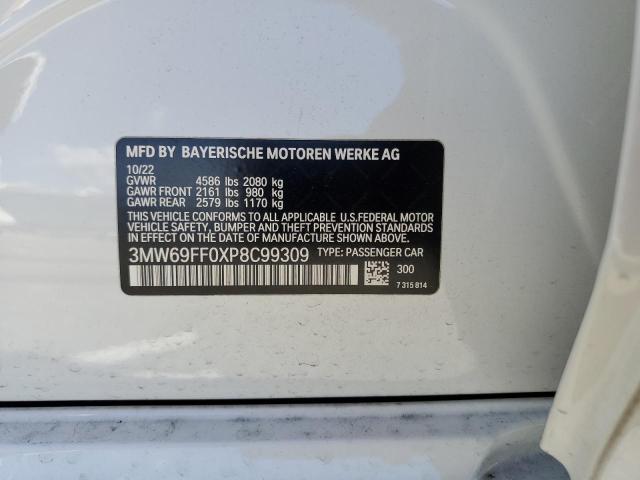 MFD BY BAYERISCHE MOTOREN WERKE AG
10/22
GVWR 4586 lbs 2080 kg
GAWR FRONT 2161 lbs 980 kg
GAWR REAR 2579 lbs 1170 kg
THIS VEHICLE CONFORMS TO ALL APPLICABLE U.S.FEDERAL MOTOR
VEHICLE SAFETY, BUMPER AND THEFT PREVENTION STANDARDS
IN EFFECT ON THE DATE OF MANUFACTURE SHOWN ABOVE.
3MW69FF0XP8C99309 TYPE: PASSENGER CAR
300
7 315 814